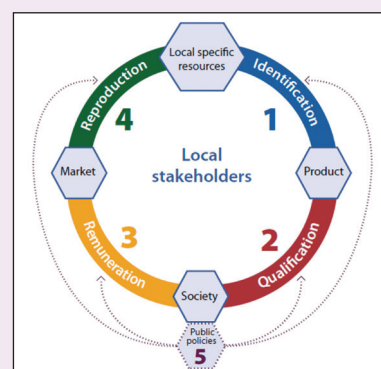 Local specific
resources
Identification
1
Product
2
Qualification
Society
Public
policies
5
3
Remuneration
Market
4
Reproduction
Local
stakeholders